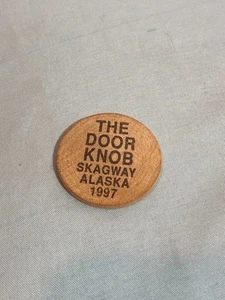 THE
DOOR
KNOB
SKAGWAY
ALASKA
1997